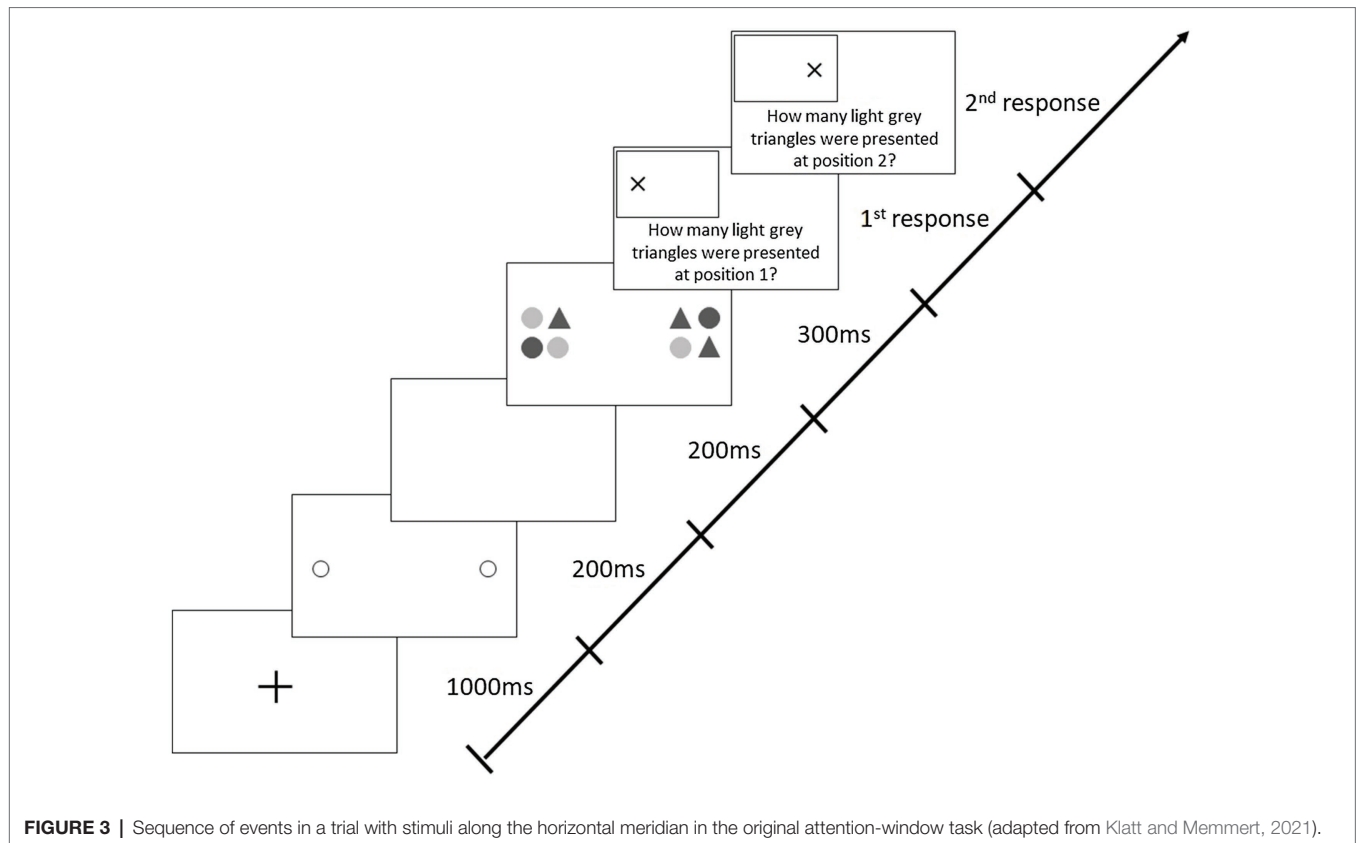 How many light grey
triangles were presented
at position 2?
2nd response
How many light grey
triangles were presented
at position 1?
1st response
300ms
200ms
200ms
1000ms
FIGURE 3 | Sequence of events in a trial with stimuli along the horizontal meridian in the original attention-window task (adapted from Klatt and Memmert, 2021).